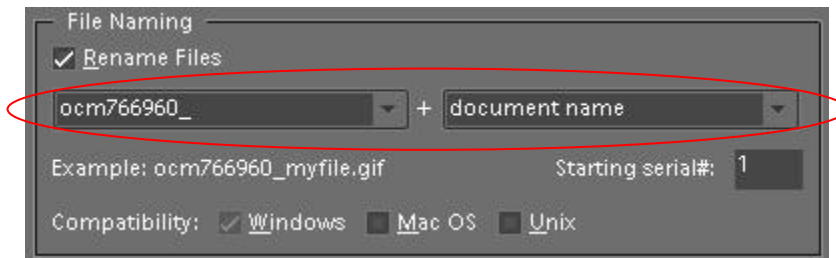 File Naming
Rename Files
ocm766960_ + document name
Example: ocm766960_myfile.gif Starting serial#: 1
Compatibility: Windows Mac OS Unix